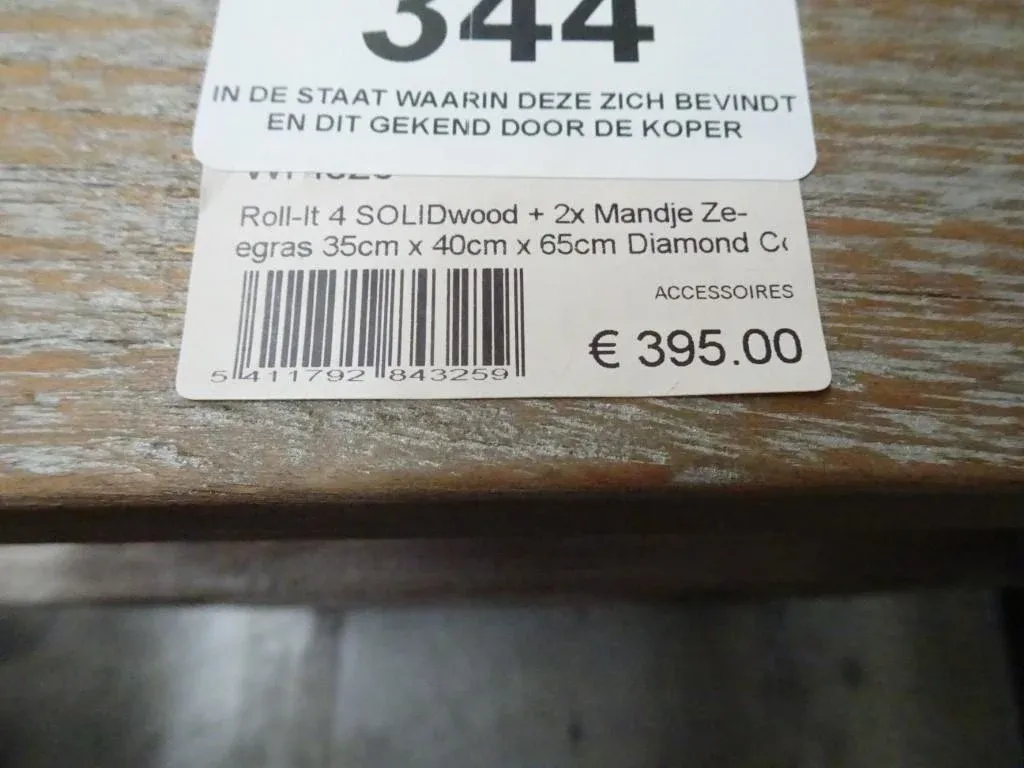 344
IN DE STAAT WAARIN DEZE ZICH BEVINDT
EN DIT GEKEND DOOR DE KOPER
Roll-It 4 SOLIDwood + 2x Mandje Ze-
egras 35cm x 40cm x 65cm Diamond
ACCESSOIRES
€ 395.00
5 411792 843259